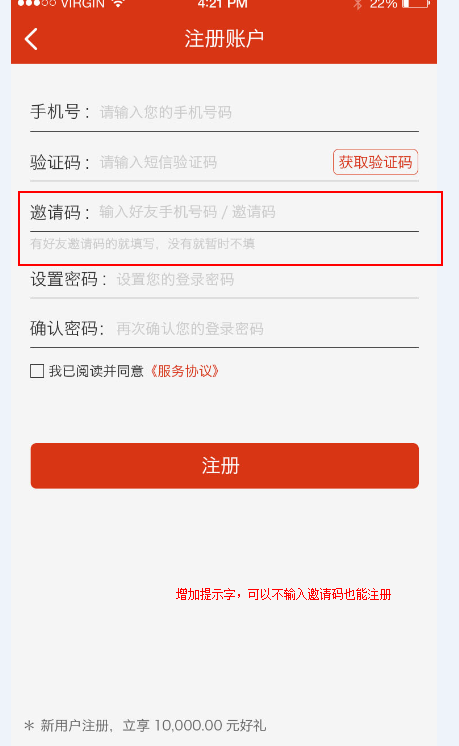 VIRGIN 4:21 PM 22%
注册账户
手机号： 请输入您的手机号码
验证码： 请输入短信验证码 获取验证码
邀请码： 输入好友手机号码 / 邀请码
有好友邀请码的就填写，没有就暂时不填
设置密码： 设置您的登录密码
确认密码： 再次确认您的登录密码
我已阅读并同意《服务协议》
注册
增加提示字，可以不输入邀请码也能注册
* 新用户注册，立享 10,000.00 元好礼